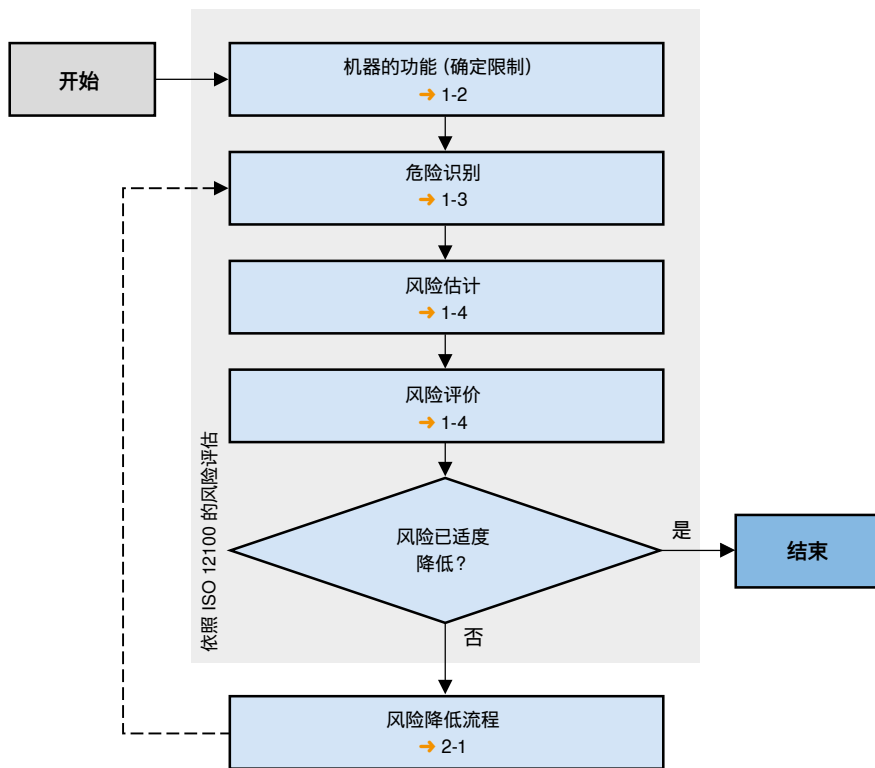 开始
机器的功能（确定限制）
➜ 1-2
危险识别
➜ 1-3
风险估计
➜ 1-4
风险评价
➜ 1-4
依照 ISO 12100 的风险评估
风险已适度
降低？
是
结束
否
风险降低流程
➜ 2-1